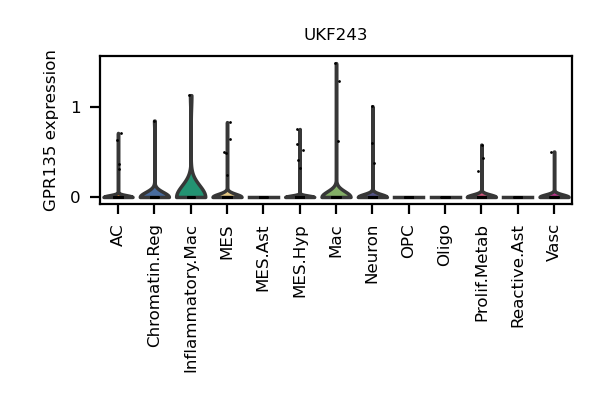 UKF243
GPR135 expression
1
0
AC
Chromatin.Reg
Inflammatory.Mac
MES
MES.Ast
MES.Hyp
Mac
Neuron
OPC
Oligo
Prolif.Metab
Reactive.Ast
Vasc